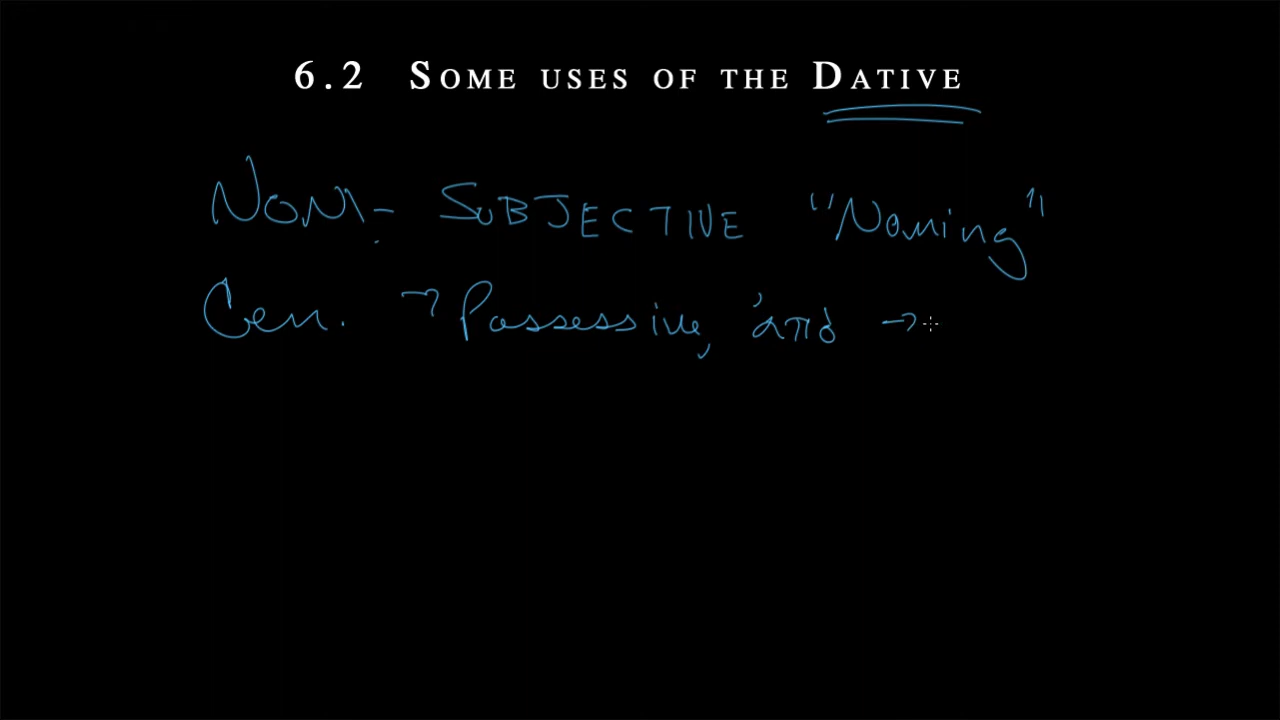 6.2 Some uses of the Dative
Nom- SUBJECTIVE "Naming"
Gen. → Possessive, ἀπό →